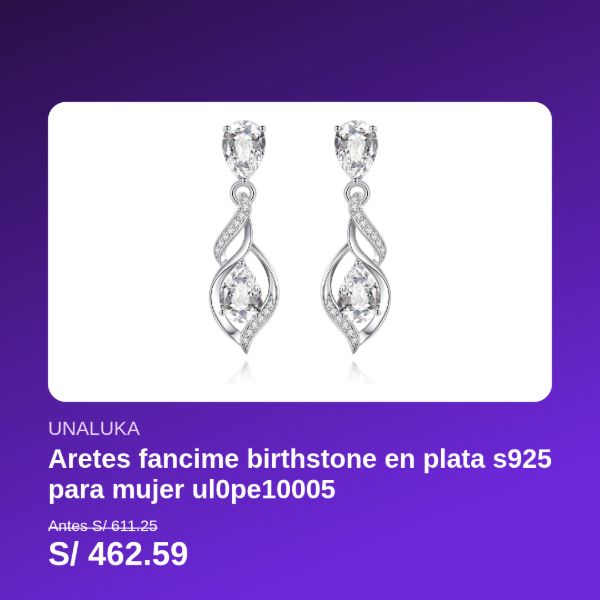 UNALUKA
Aretes fancime birthstone en plata s925
para mujer ul0pe10005
Antes S/ 611.25
S/ 462.59